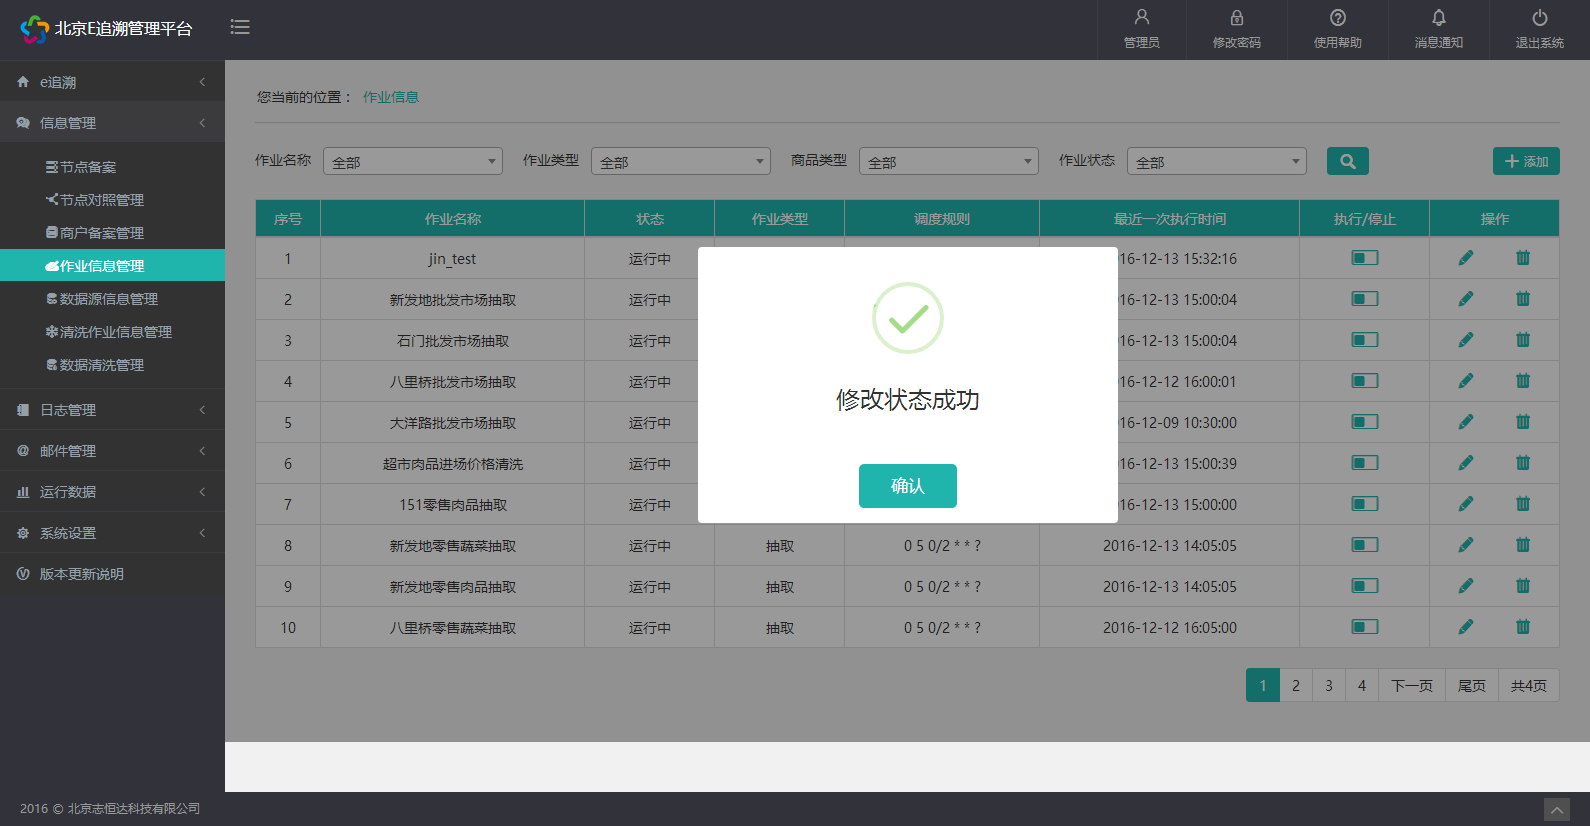 北京E追溯管理平台
管理员
修改密码
使用帮助
消息通知
退出系统
e追溯
信息管理
节点备案
节点对照管理
商户备案管理
作业信息管理
数据源信息管理
清洗作业信息管理
数据清洗管理
日志管理
邮件管理
运行数据
系统设置
版本更新说明
您当前的位置： 作业信息
作业名称 全部 作业类型 全部 商品类型 全部 作业状态 全部 添加
序号 作业名称 状态 作业类型 调度规则 最近一次执行时间 执行/停止 操作
1 jin_test 运行中 16-12-13 15:32:16
2 新发地批发市场抽取 运行中 16-12-13 15:00:04
3 石门批发市场抽取 运行中 16-12-13 15:00:04
4 八里桥批发市场抽取 运行中 16-12-12 16:00:01
5 大洋路批发市场抽取 运行中 16-12-09 10:30:00
6 超市肉品进场价格清洗 运行中 16-12-13 15:00:39
7 151零售肉品抽取 运行中 16-12-13 15:00:00
8 新发地零售蔬菜抽取 运行中 抽取 0 5 0/2 * * ? 2016-12-13 14:05:05
9 新发地零售肉品抽取 运行中 抽取 0 5 0/2 * * ? 2016-12-13 14:05:05
10 八里桥零售蔬菜抽取 运行中 抽取 0 5 0/2 * * ? 2016-12-12 16:05:00
修改状态成功
确认
1 2 3 4 下一页 尾页 共4页
2016 © 北京志恒达科技有限公司